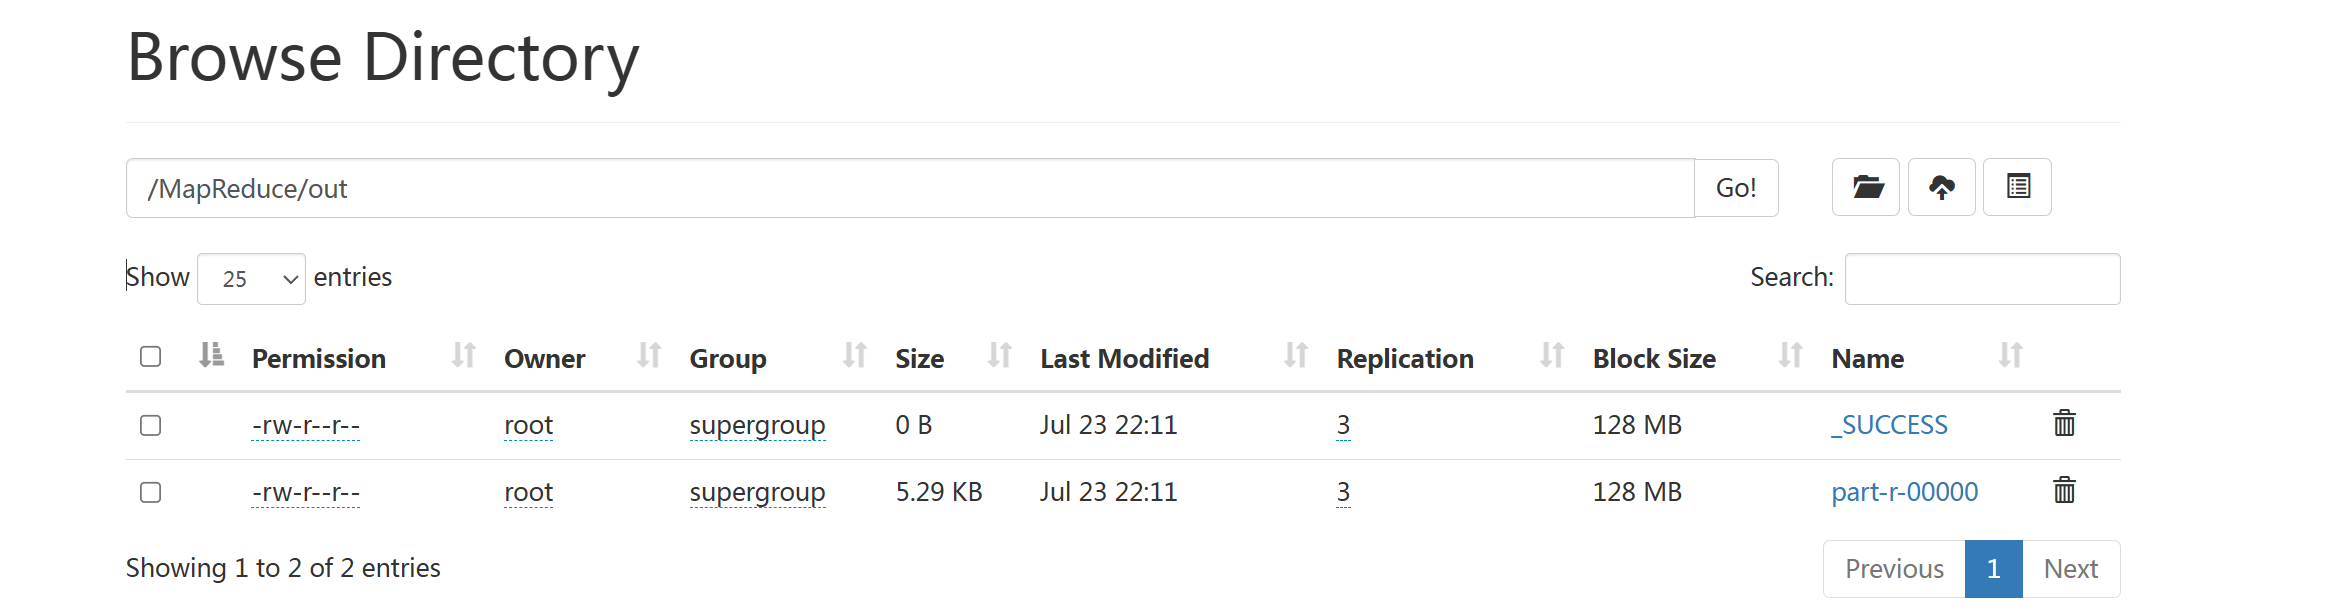 Browse Directory
/MapReduce/out Go!
Show 25 entries Search:
Permission Owner Group Size Last Modified Replication Block Size Name
-rw-r--r-- root supergroup 0 B Jul 23 22:11 3 128 MB _SUCCESS
-rw-r--r-- root supergroup 5.29 KB Jul 23 22:11 3 128 MB part-r-00000
Showing 1 to 2 of 2 entries Previous 1 Next